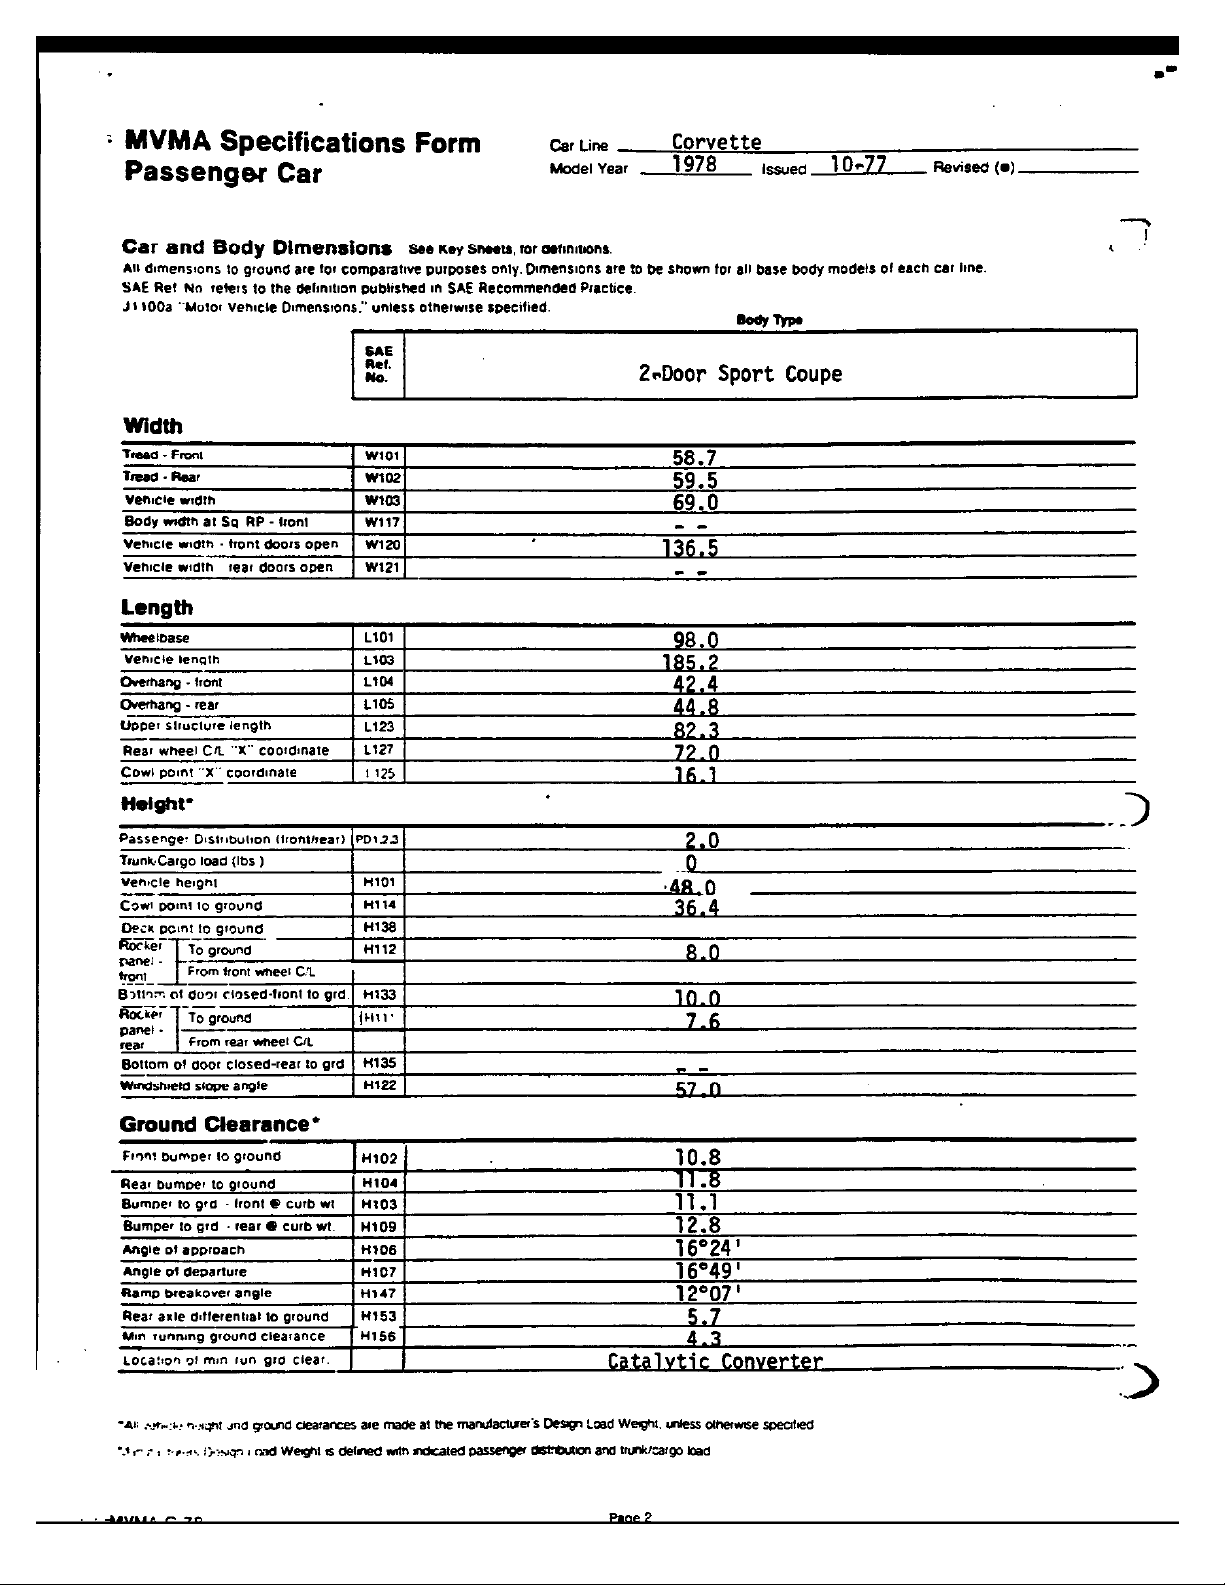 MVMA Specifications Form
Passenger Car
Car Line Corvette
Model Year 1978 Issued 10-77 Revised (●)
Car and Body Dimensions See Key Sheets, for definitions.
All dimensions to ground are for comparative purposes only. Dimensions are to be shown for all base body models of each car line.
SAE Ref No refers to the definition published in SAE Recommended Practice.
J1100a "Motor Vehicle Dimensions," unless otherwise specified.
Body Type
SAE Ref. No.
2-Door Sport Coupe
Width
Tread - Front W101 58.7
Tread - Rear W102 59.5
Vehicle width W103 69.0
Body width at Sg RP - front W117 - -
Vehicle width - front doors open W120 136.5
Vehicle width rear doors open W121 - -
Length
Wheelbase L101 98.0
Vehicle length L103 185.2
Overhang - front L104 42.4
Overhang - rear L105 44.8
Upper structure length L123 82.3
Rear wheel C/L "X" coordinate L127 72.0
Cowl point "X" coordinate L125 16.1
Height*
Passenger Distribution (front/rear) PD1,2,3 2.0
Trunk/Cargo load (lbs) 0
Vehicle height H101 48.0
Cowl point to ground H114 36.4
Deck point to ground H138
Rocker panel - front To ground H112 8.0
From front wheel C/L
Bottom of door closed-front to grd. H133 10.0
Rocker panel - rear To ground H111 7.6
From rear wheel C/L
Bottom of door closed-rear to grd H135 - -
Windshield slope angle H122 57.0
Ground Clearance*
Front bumper to ground H102 10.8
Rear bumper to ground H104 11.8
Bumper to grd - front @ curb wt H103 11.1
Bumper to grd - rear @ curb wt. H109 12.8
Angle of approach H106 16°24'
Angle of departure H107 16°49'
Ramp breakover angle H147 12°07'
Rear axle differential to ground H153 5.7
Min running ground clearance H156 4.3
Location of min run grd clear. Catalytic Converter
*All height and ground clearances are made at the manufacturer's Design Load Weight, unless otherwise specified
Design Load Weight is defined with indicated passenger distribution and trunk/cargo load
Page 2